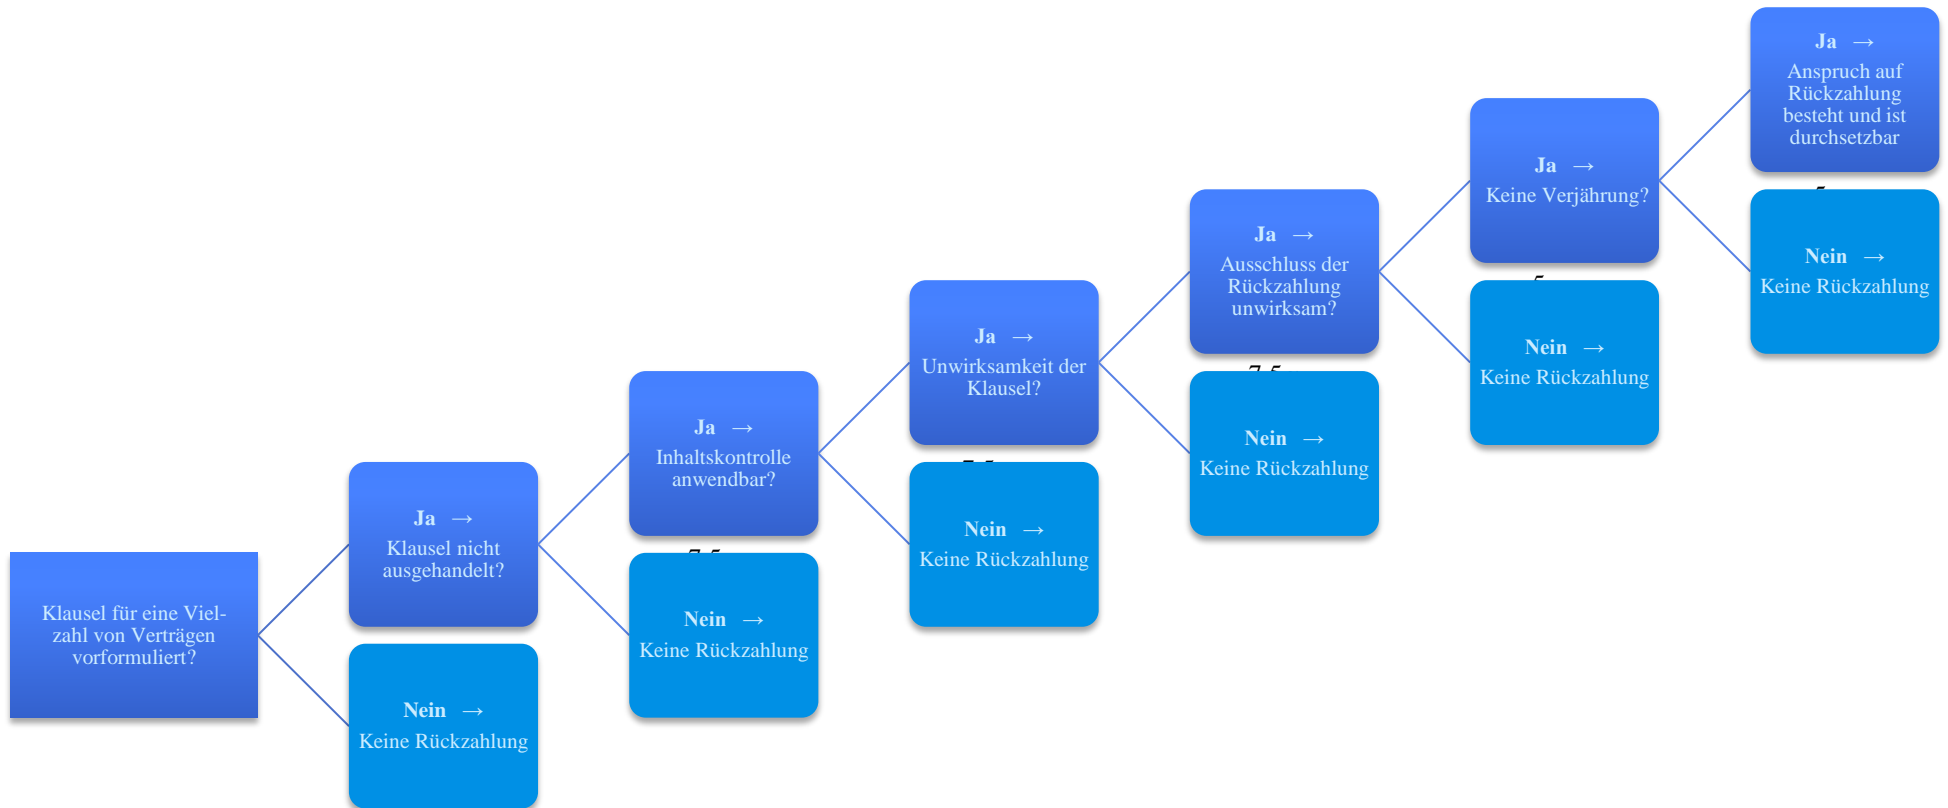 Klausel für eine Viel-
zahl von Verträgen
vorformuliert?
Ja →
Klausel nicht
ausgehandelt?
Nein →
Keine Rückzahlung
Ja →
Inhaltskontrolle
anwendbar?
Nein →
Keine Rückzahlung
Ja →
Unwirksamkeit der
Klausel?
Nein →
Keine Rückzahlung
Ja →
Ausschluss der
Rückzahlung
unwirksam?
Nein →
Keine Rückzahlung
Ja →
Keine Verjährung?
Nein →
Keine Rückzahlung
Ja →
Anspruch auf
Rückzahlung
besteht und ist
durchsetzbar
Nein →
Keine Rückzahlung